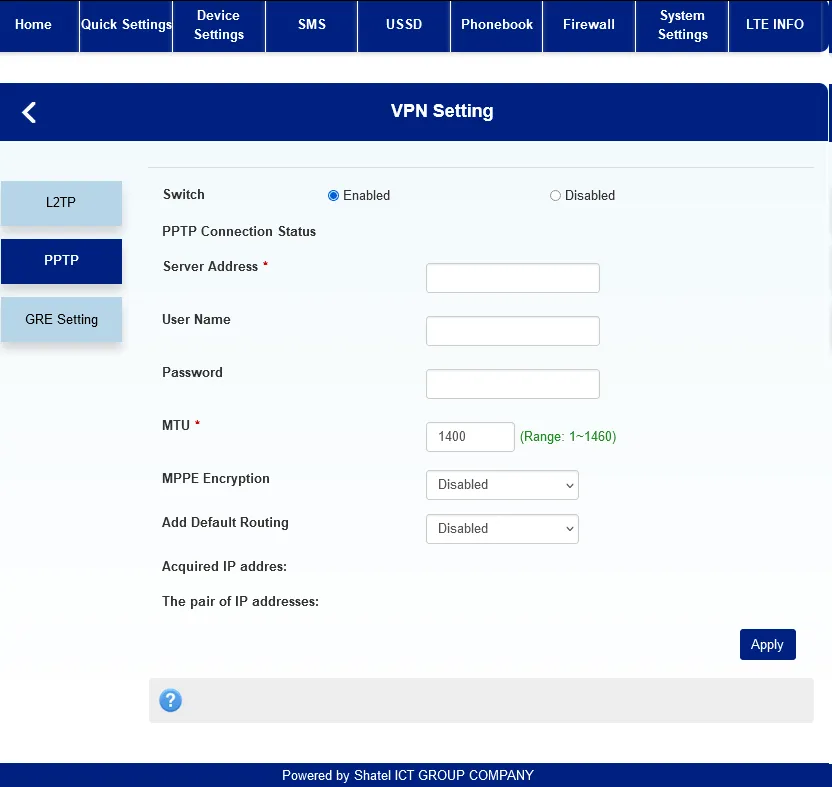 Home
Quick Settings
Device
Settings
SMS
USSD
Phonebook
Firewall
System
Settings
LTE INFO
VPN Setting
L2TP
PPTP
GRE Setting
Switch
Enabled
Disabled
PPTP Connection Status
Server Address *
User Name
Password
MTU *
1400
(Range: 1~1460)
MPPE Encryption
Disabled
Add Default Routing
Disabled
Acquired IP addres:
The pair of IP addresses:
Apply
?
Powered by Shatel ICT GROUP COMPANY